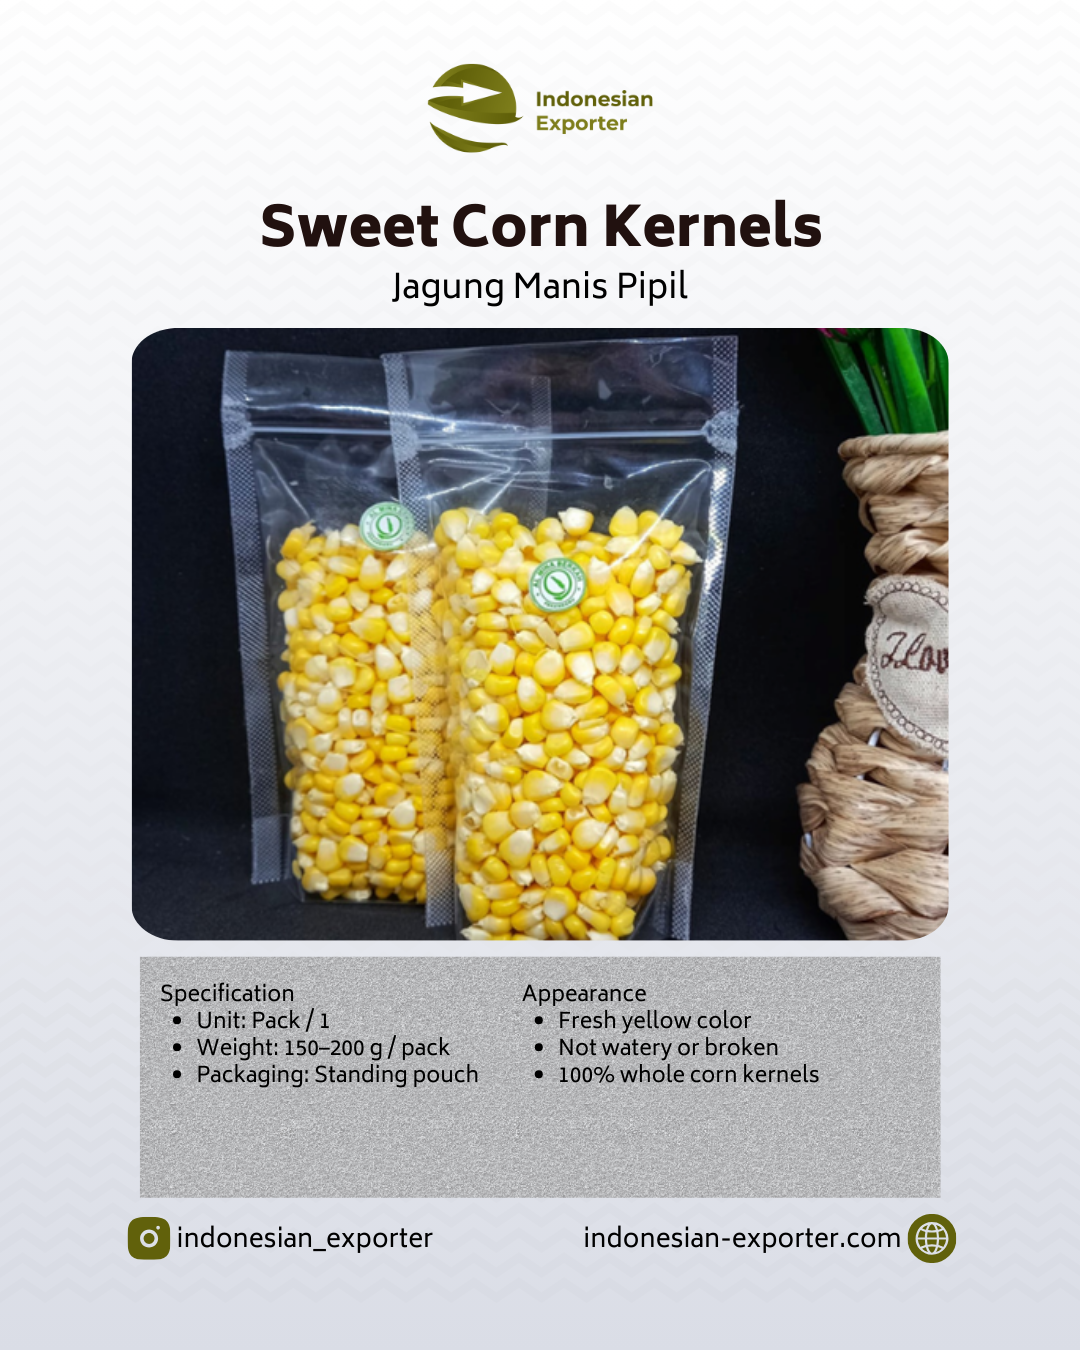 Indonesian
Exporter
Sweet Corn Kernels
Jagung Manis Pipil
Specification
• Unit: Pack / 1
• Weight: 150–200 g / pack
• Packaging: Standing pouch
Appearance
• Fresh yellow color
• Not watery or broken
• 100% whole corn kernels
indonesian_exporter
indonesian-exporter.com